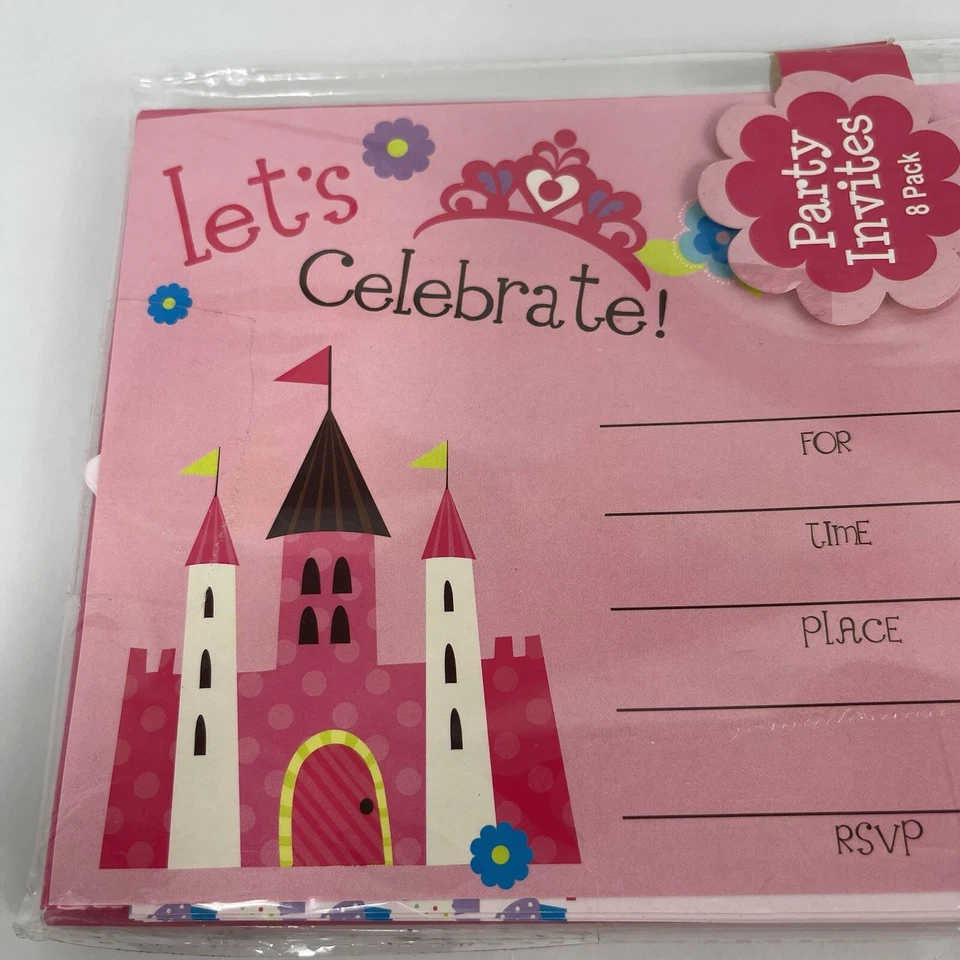 let's
Celebrate!
Party
Invites
8 Pack
FOR
TIME
PLACE
RSVP